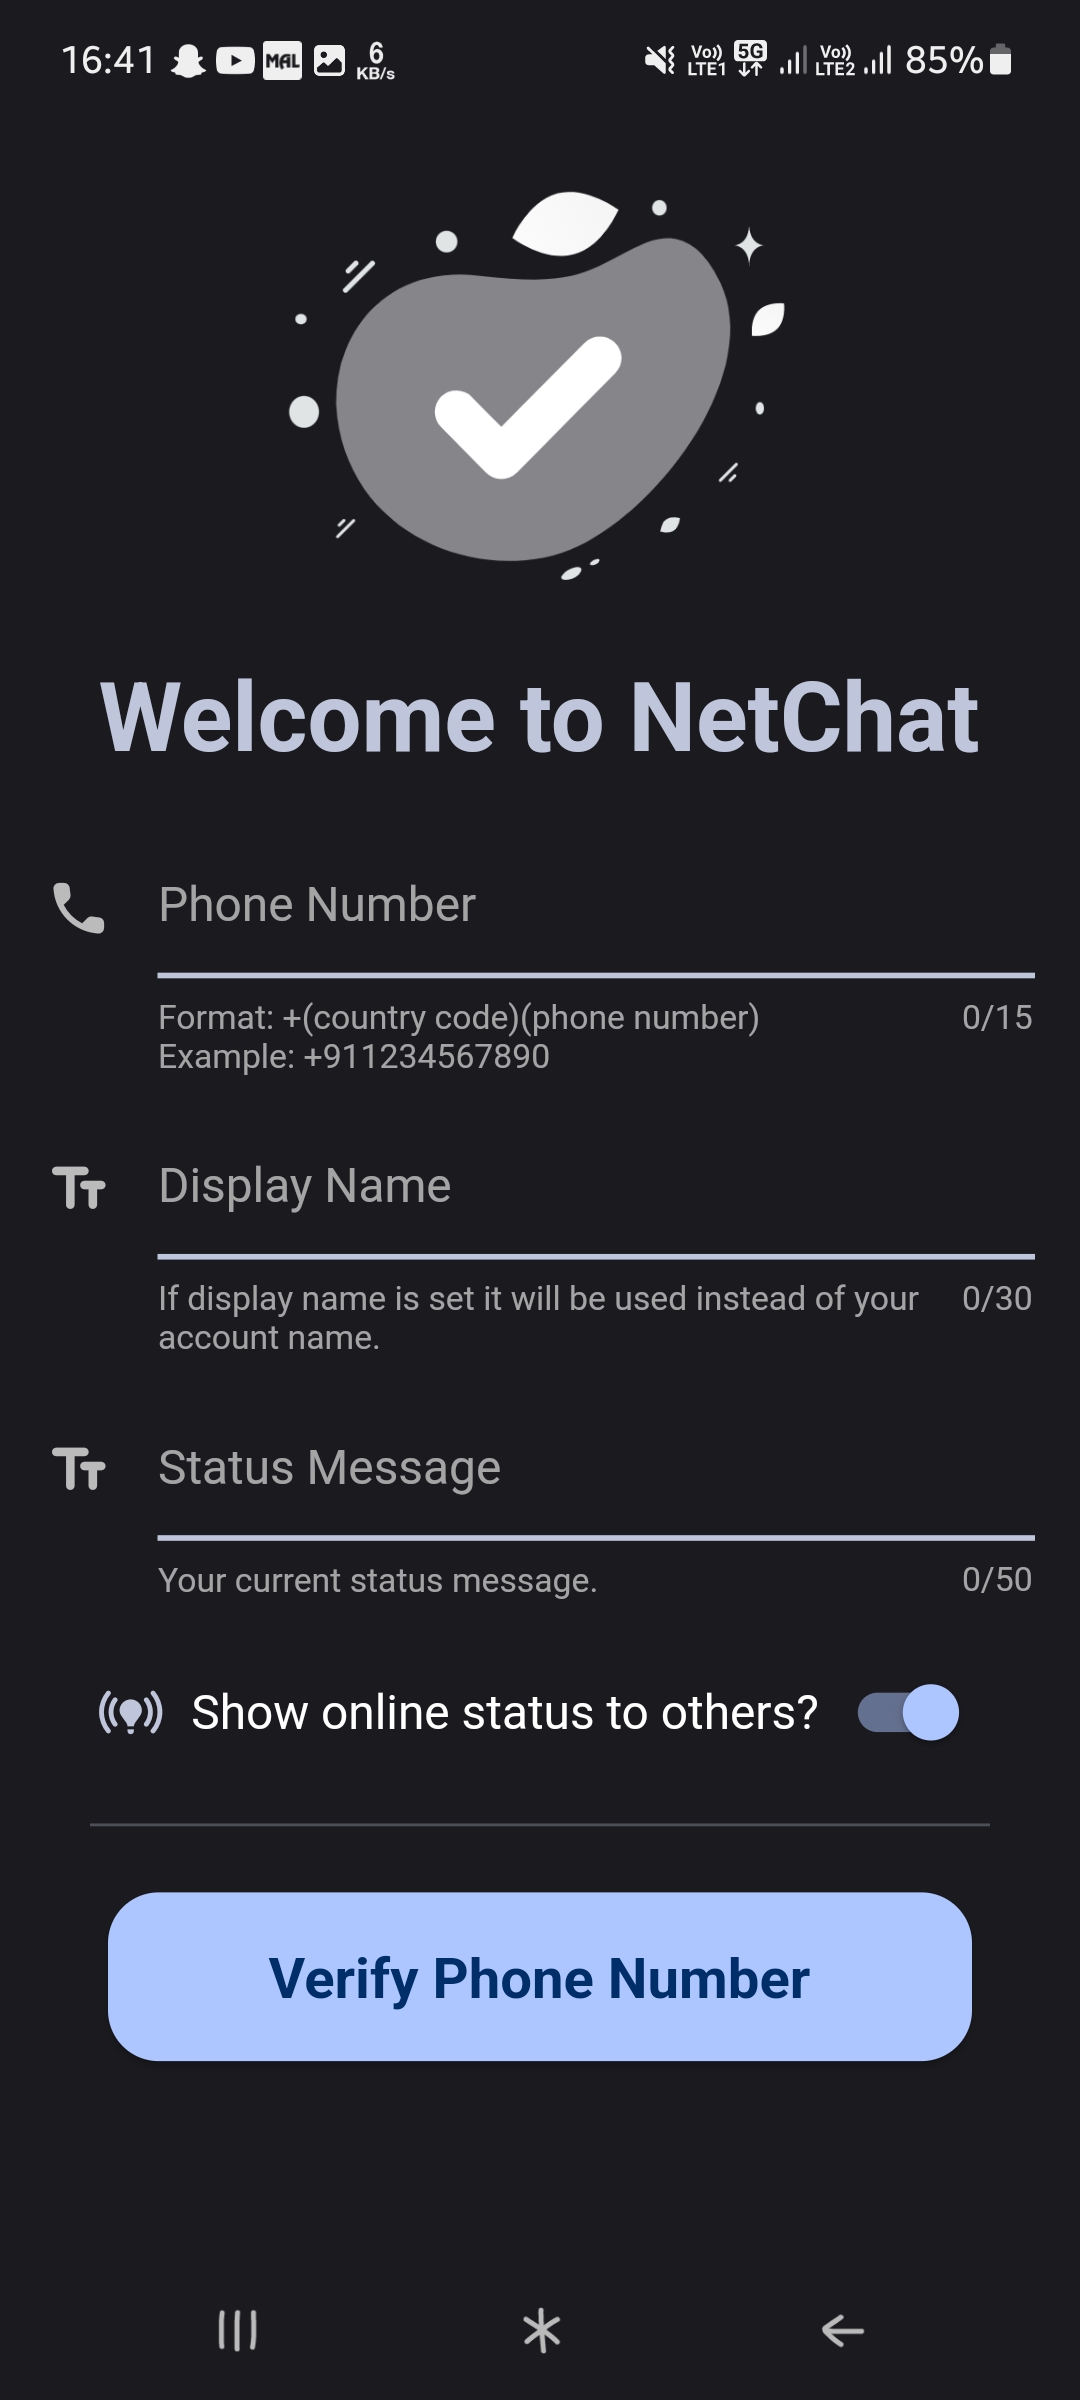 16:41 MAL 6 KB/s Vo)) LTE1 5G Vo)) LTE2 85%
Welcome to NetChat
Phone Number
Format: +(country code)(phone number) 0/15
Example: +911234567890
Tт Display Name
If display name is set it will be used instead of your 0/30
account name.
Tт Status Message
Your current status message. 0/50
Show online status to others?
Verify Phone Number